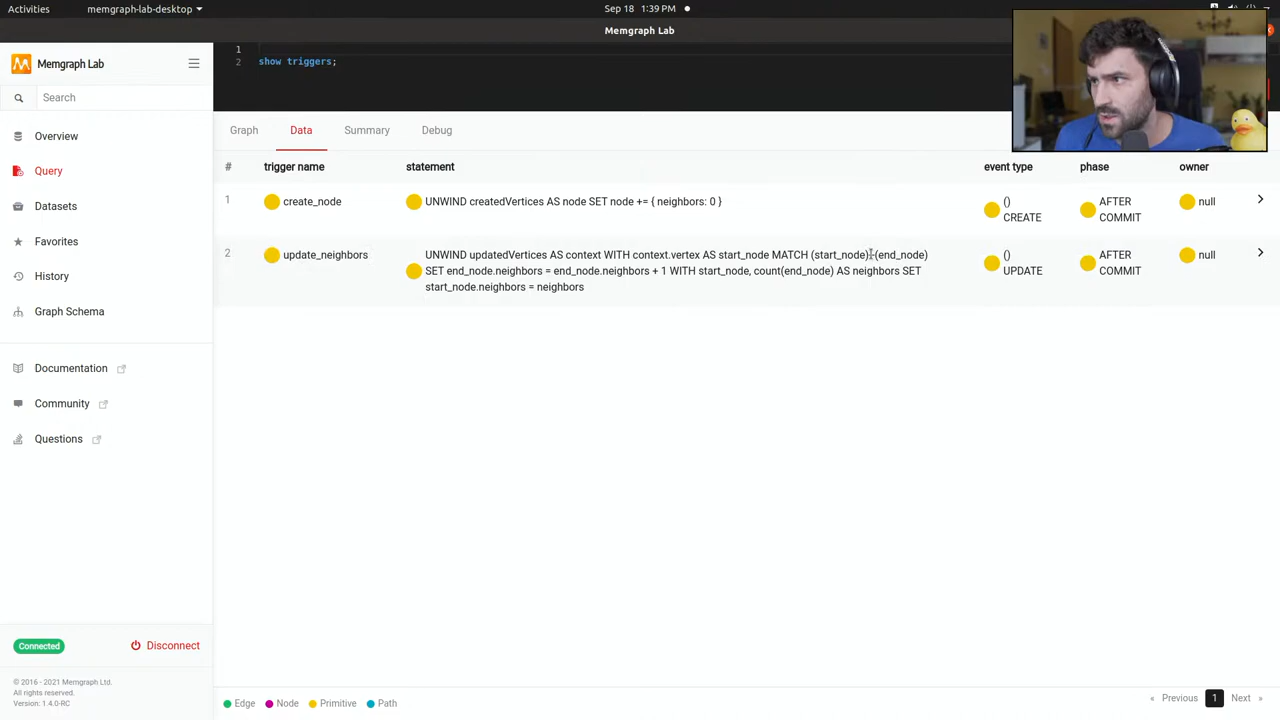 Activities
memgraph-lab-desktop
Sep 18 1:39 PM
Memgraph Lab
Memgraph Lab
Search
Overview
Query
Datasets
Favorites
History
Graph Schema
Documentation
Community
Questions
Connected
Disconnect
© 2016 - 2021 Memgraph Ltd.
All rights reserved.
Version: 1.4.0-RC
1
2 show triggers;
Graph Data Summary Debug
# trigger name statement event type phase owner
1 create_node UNWIND createdVertices AS node SET node += { neighbors: 0 } () CREATE AFTER COMMIT null
2 update_neighbors UNWIND updatedVertices AS context WITH context.vertex AS start_node MATCH (start_node)-(end_node)
SET end_node.neighbors = end_node.neighbors + 1 WITH start_node, count(end_node) AS neighbors SET
start_node.neighbors = neighbors
() UPDATE AFTER COMMIT null
Edge Node Primitive Path
« Previous 1 Next »